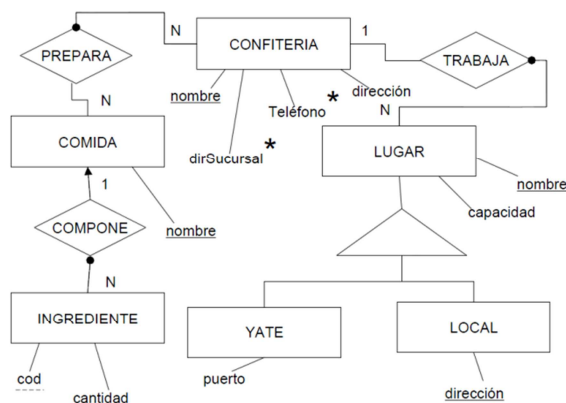 N
CONFITERIA
1
PREPARA
TRABAJA
nombre
Teléfono *
dirección
N
N
COMIDA
dirSucursal *
LUGAR
1
nombre
capacidad
COMPONE
nombre
N
INGREDIENTE
YATE
LOCAL
cod
cantidad
puerto
dirección